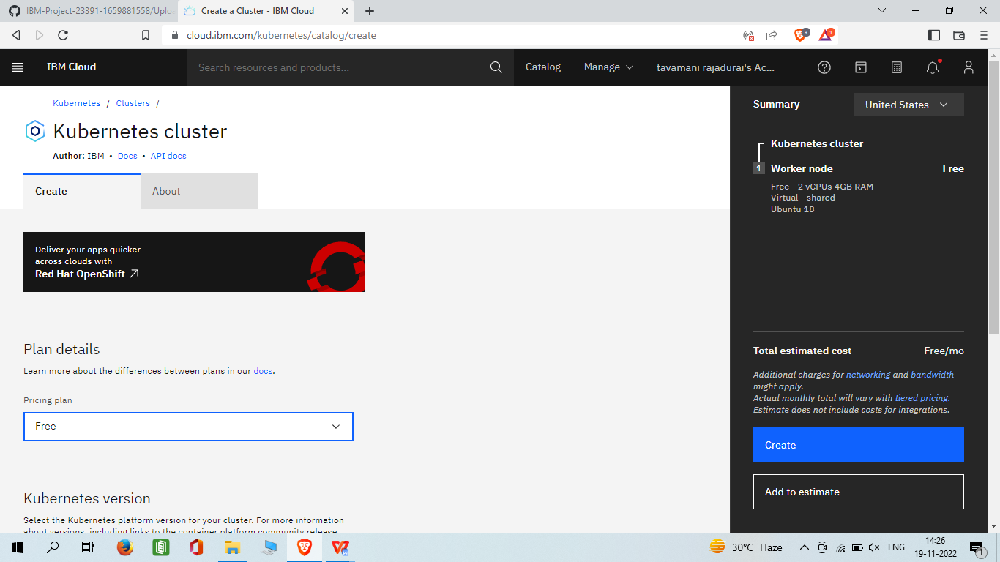 IBM-Project-23391-1659881558/Uploa
Create a Cluster - IBM Cloud
cloud.ibm.com/kubernetes/catalog/create
9
1
IBM Cloud
Search resources and products...
Catalog
Manage
tavamani rajadurai's Ac...
Kubernetes / Clusters /
Kubernetes cluster
Author: IBM • Docs • API docs
Create
About
Deliver your apps quicker
across clouds with
Red Hat OpenShift
Plan details
Learn more about the differences between plans in our docs.
Pricing plan
Free
Kubernetes version
Select the Kubernetes platform version for your cluster. For more information
about versions, including links to the container platform community release
Summary
United States
Kubernetes cluster
1 Worker node Free
Free - 2 vCPUs 4GB RAM
Virtual - shared
Ubuntu 18
Total estimated cost Free/mo
Additional charges for networking and bandwidth
might apply.
Actual monthly total will vary with tiered pricing.
Estimate does not include costs for integrations.
Create
Add to estimate
30°C Haze
ENG
14:26
19-11-2022
1